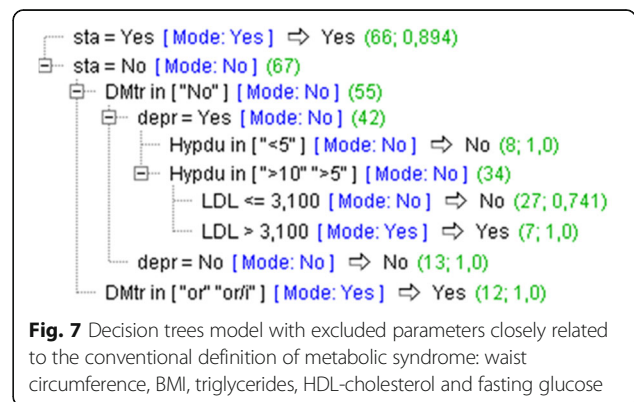 sta = Yes [Mode: Yes] ⇨ Yes (66; 0,894)
sta = No [Mode: No] (67)
DMtr in ["No"] [Mode: No] (55)
depr = Yes [Mode: No] (42)
Hypdu in ["<5"] [Mode: No] ⇨ No (8; 1,0)
Hypdu in [">10" ">5"] [Mode: No] (34)
LDL <= 3,100 [Mode: No] ⇨ No (27; 0,741)
LDL > 3,100 [Mode: Yes] ⇨ Yes (7; 1,0)
depr = No [Mode: No] ⇨ No (13; 1,0)
DMtr in ["or" "or/i"] [Mode: Yes] ⇨ Yes (12; 1,0)
Fig. 7 Decision trees model with excluded parameters closely related
to the conventional definition of metabolic syndrome: waist
circumference, BMI, triglycerides, HDL-cholesterol and fasting glucose